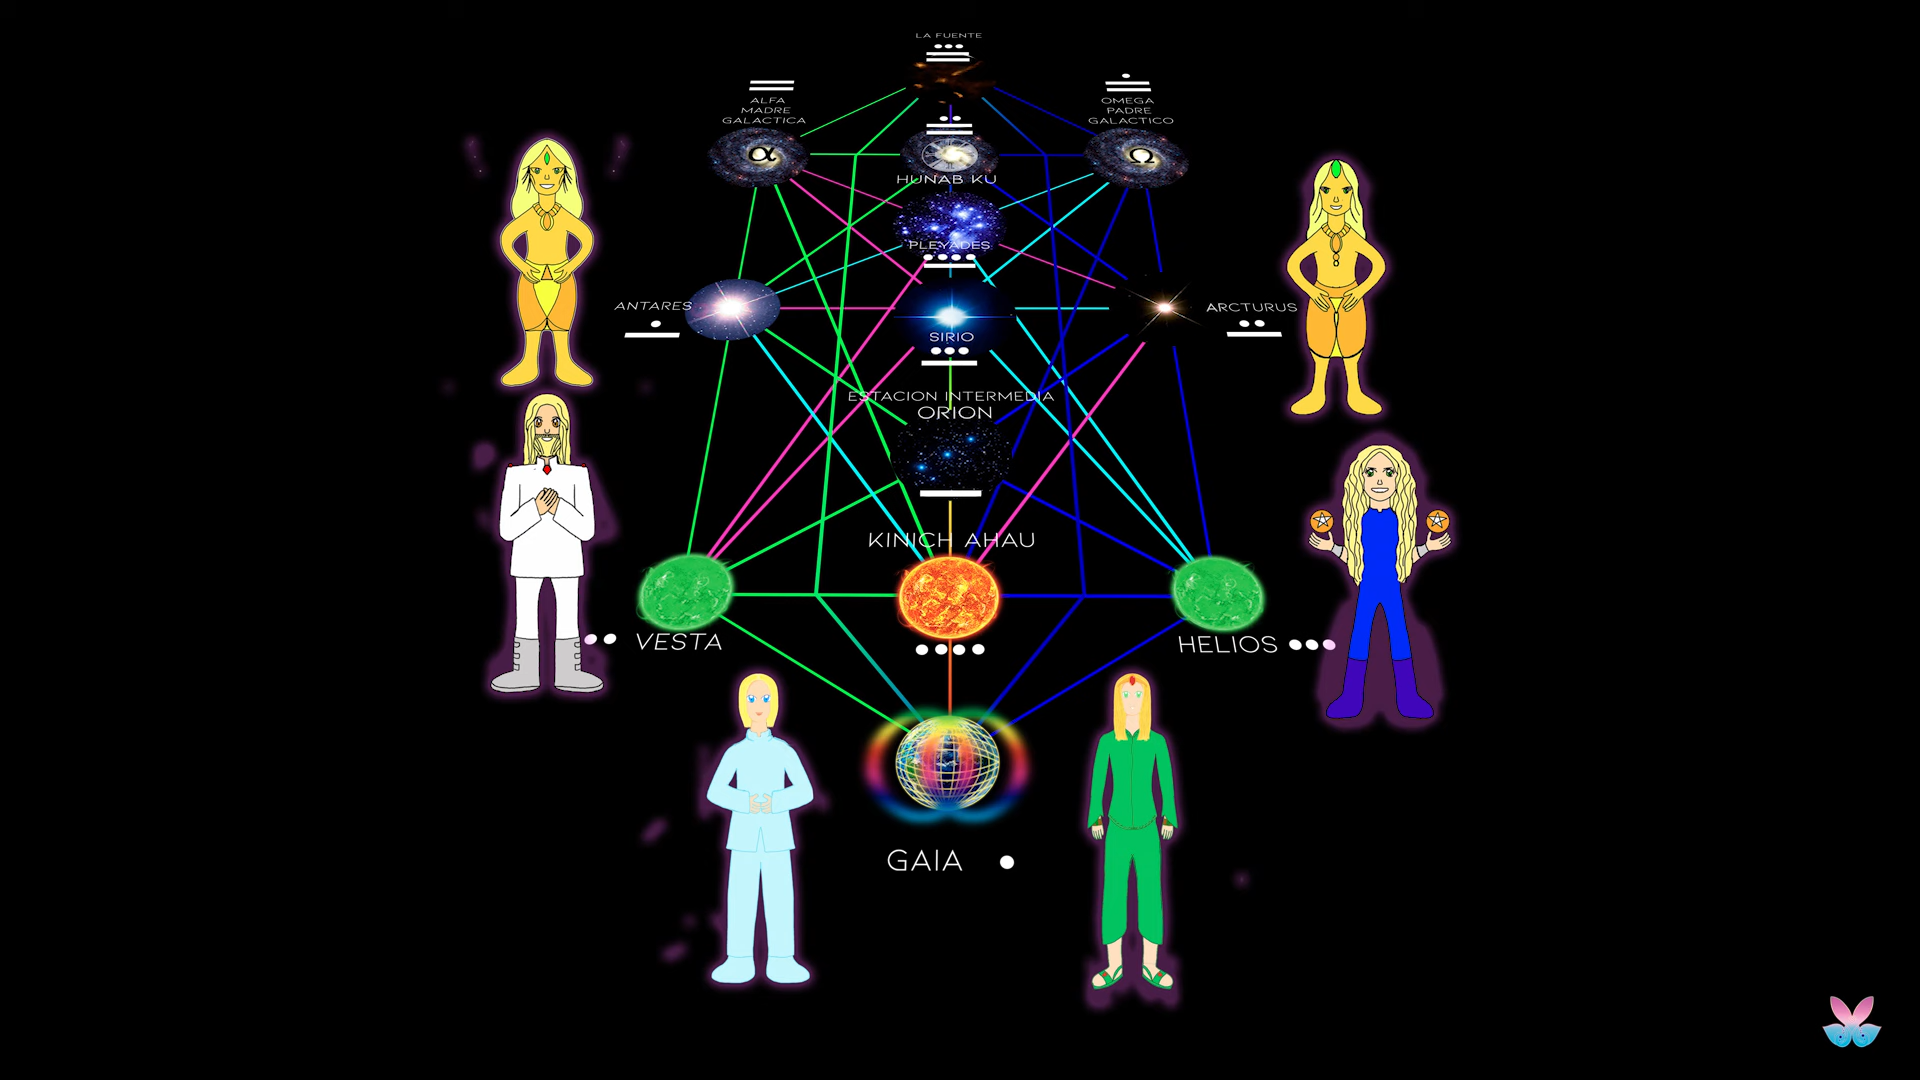 LA FUENTE
ALFA
MADRE
GALACTICA
OMEGA
PADRE
GALACTICO
α
Ω
HUNAB KU
PLEYADES
ANTARES
ARCTURUS
SIRIO
ESTACION INTERMEDIA
ORION
KINICH AHAU
VESTA
HELIOS
GAIA